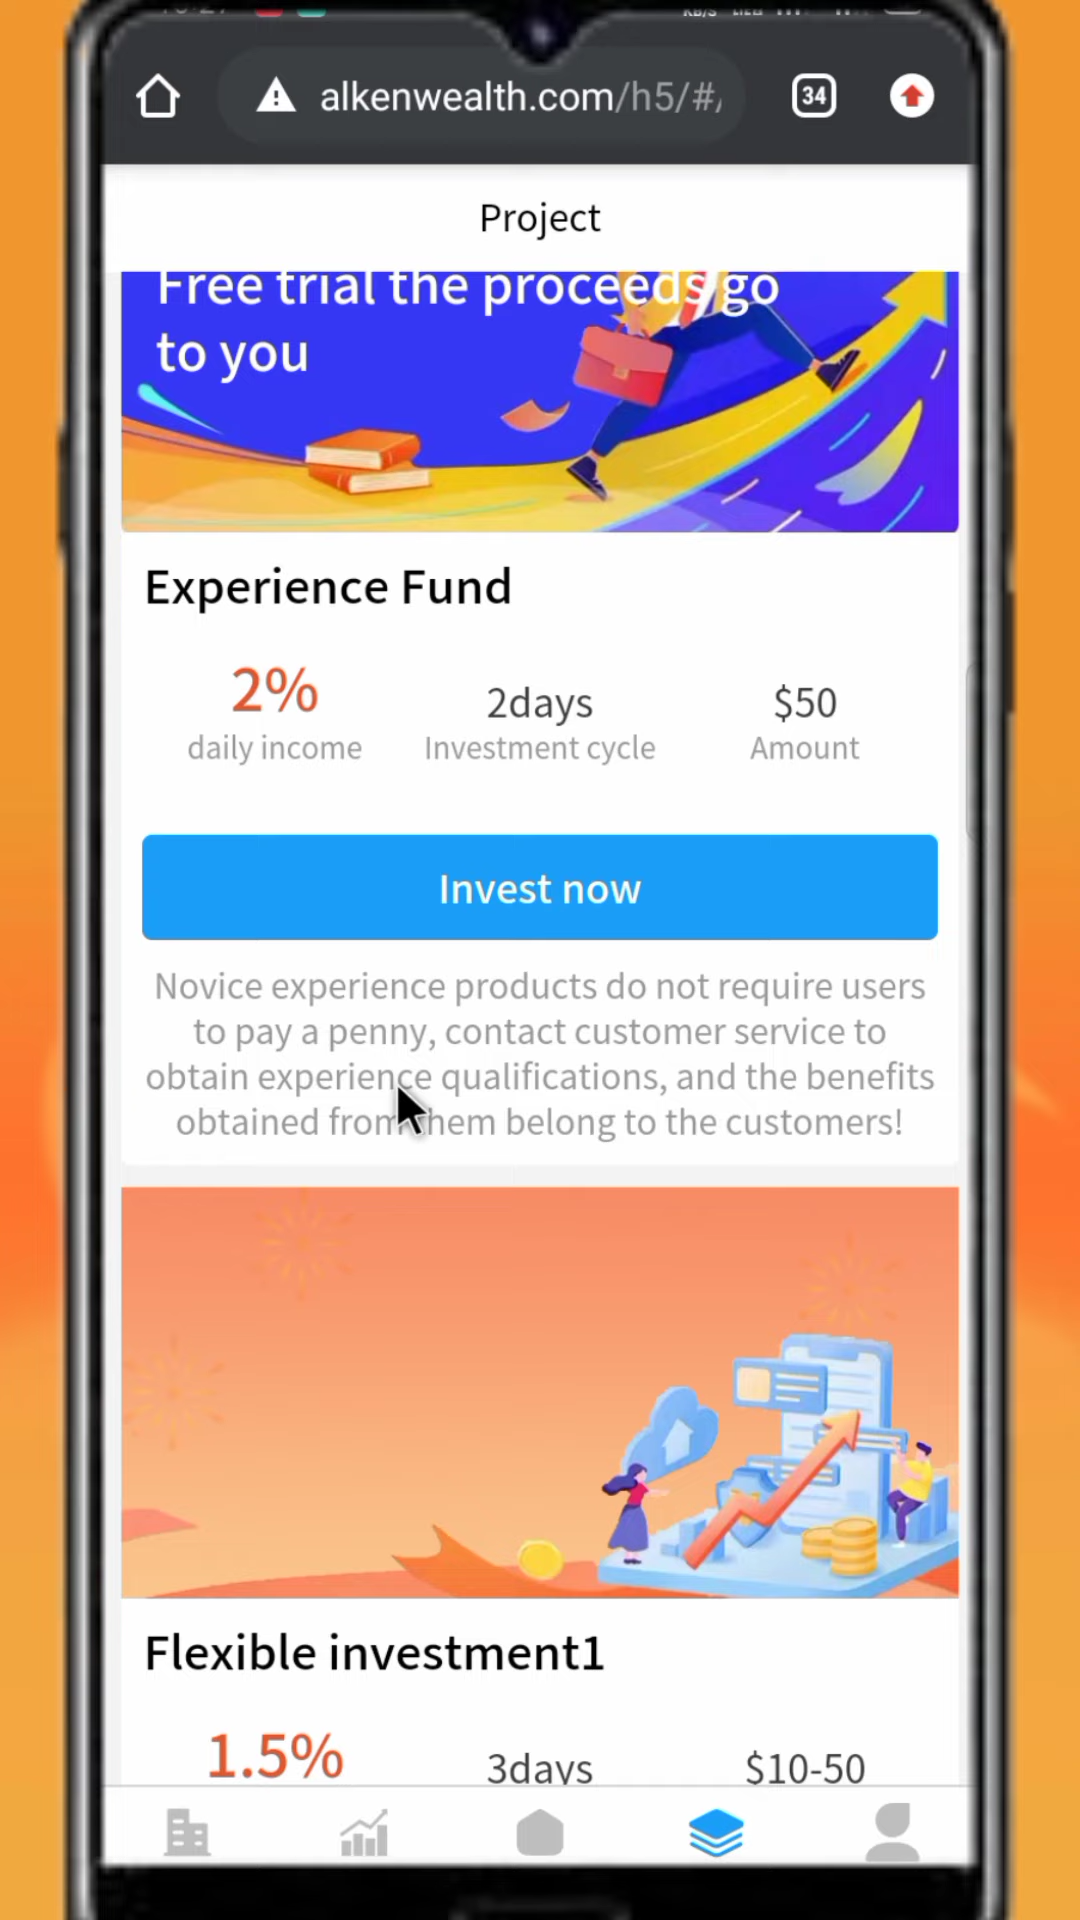 KB/S
alkenwealth.com/h5/#/
34
Project
Free trial the proceeds go
to you
Experience Fund
2%
2days
$50
daily income
Investment cycle
Amount
Invest now
Novice experience products do not require users
to pay a penny, contact customer service to
obtain experience qualifications, and the benefits
obtained from them belong to the customers!
Flexible investment1
1.5%
3days
$10-50